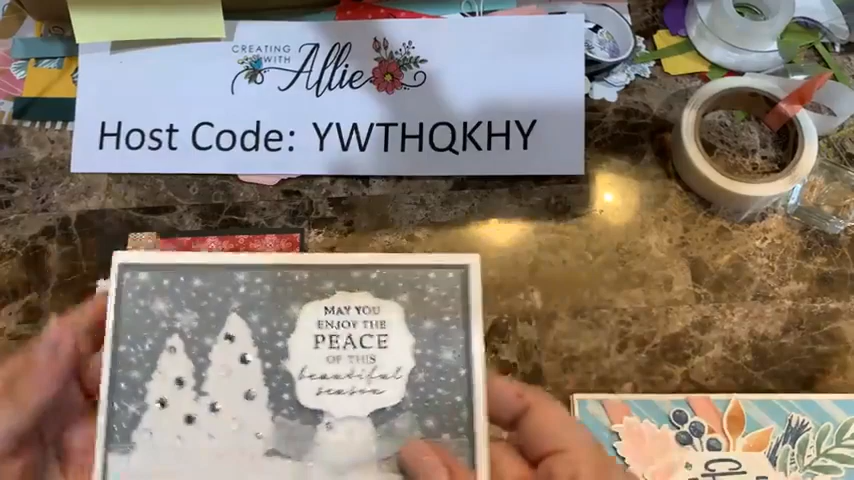 CREATING
WITH
Allie
Host Code: YWTHQKHY
MAY YOU
ENJOY THE
PEACE
OF THIS
beautiful
season